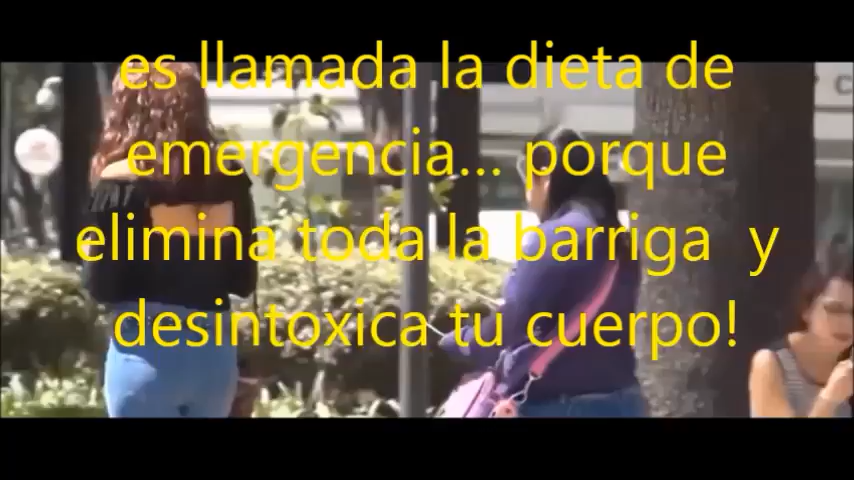 es llamada la dieta de
emergencia... porque
elimina toda la barriga y
desintoxica tu cuerpo!